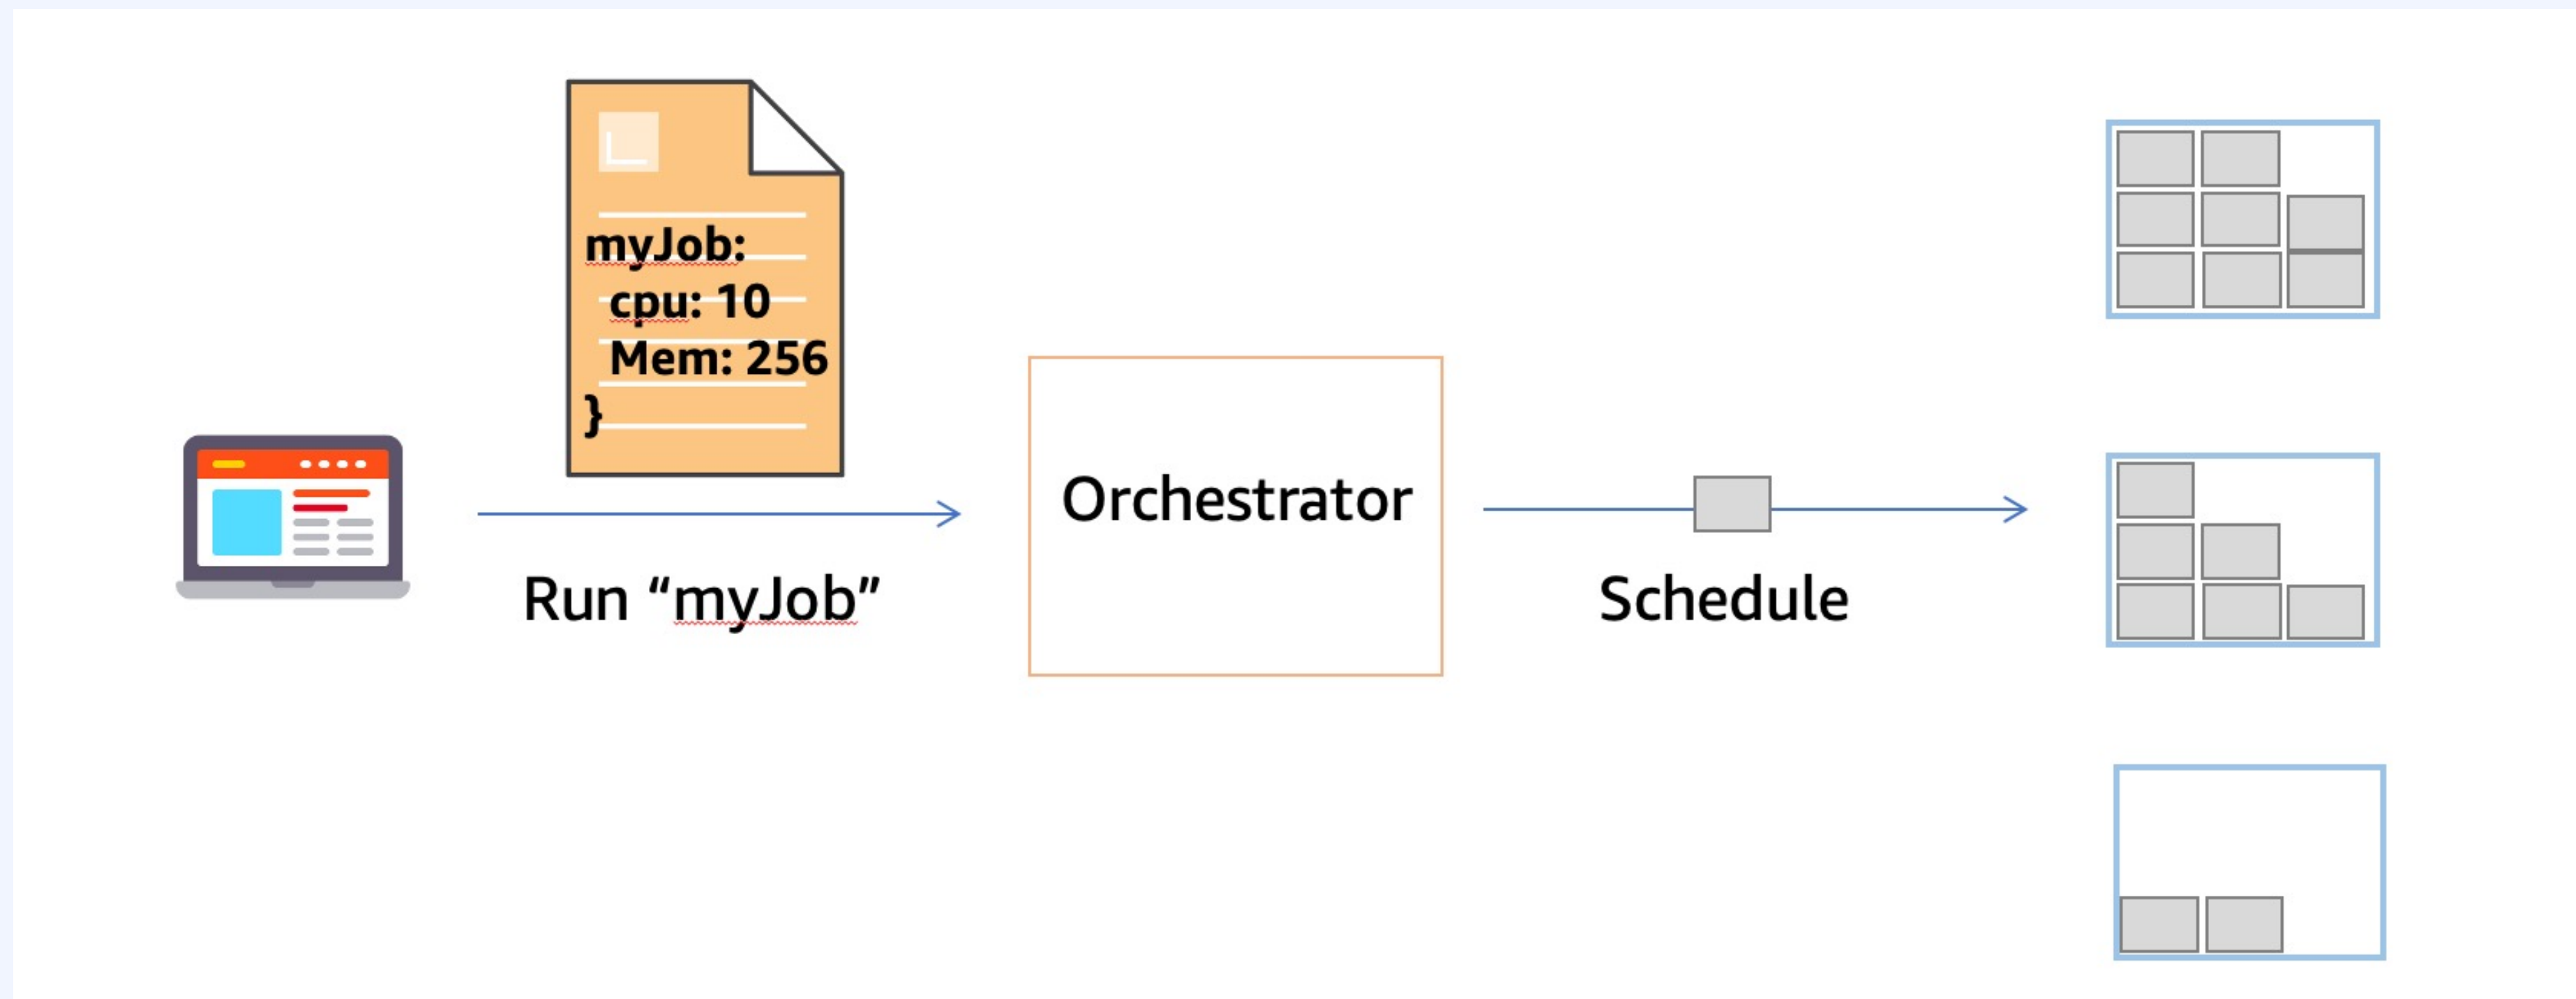 myJob:
cpu: 10
Mem: 256
}
Run “myJob”
Orchestrator
Schedule